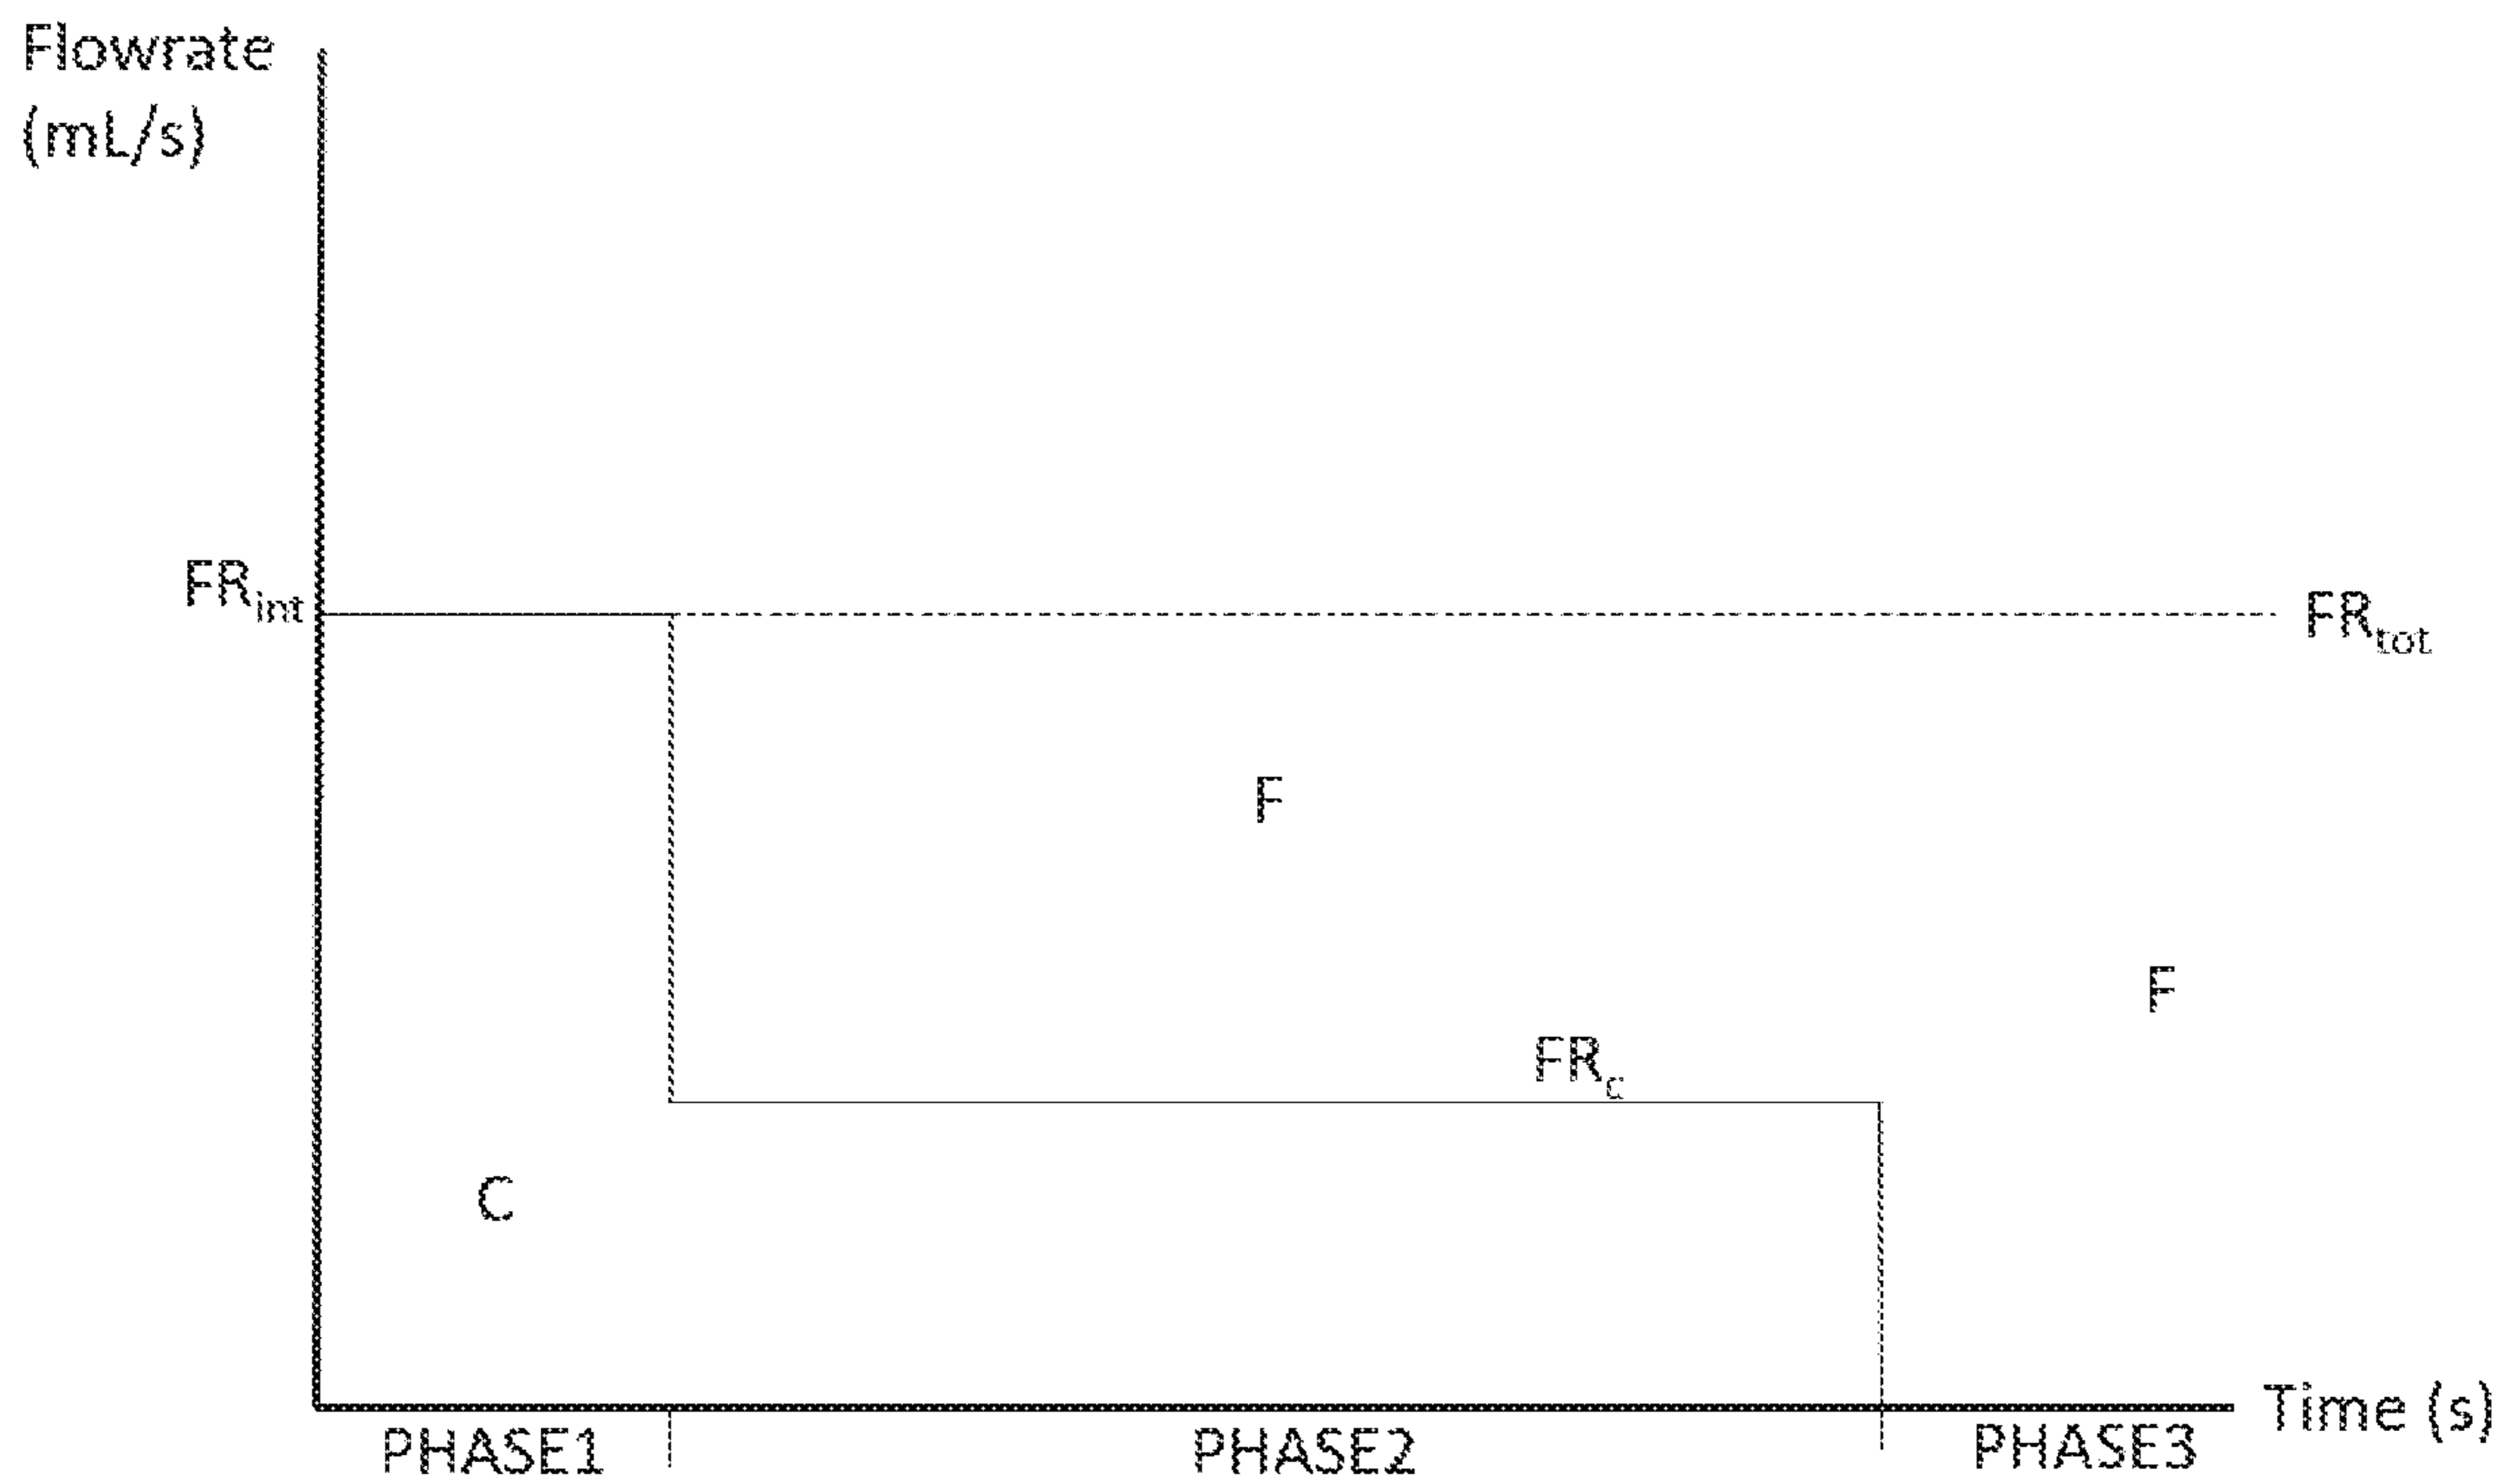 Flowrate
(mL/s)
FRint
FRtot
F
F
FRc
C
Time (s)
PHASE1 PHASE2 PHASE3